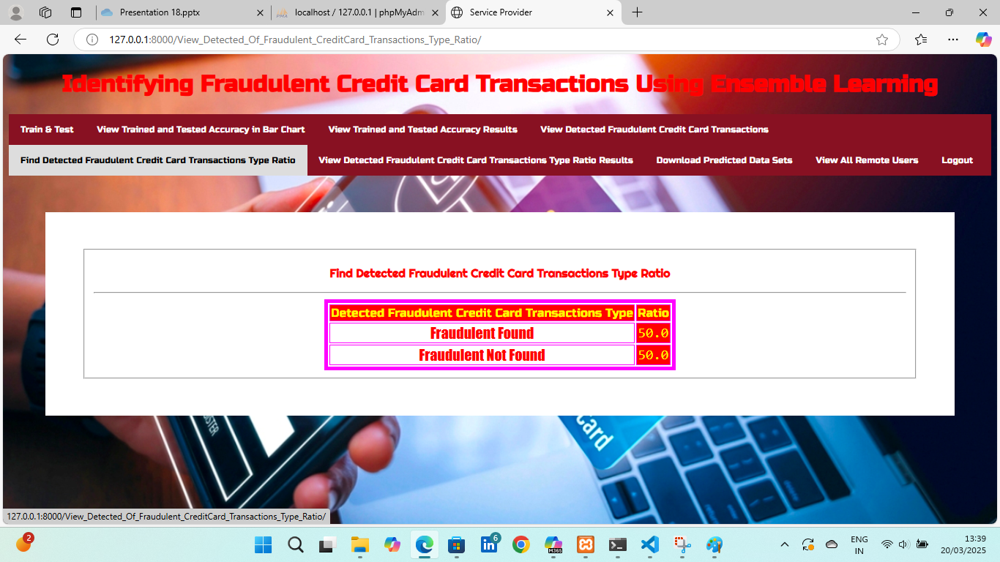 Presentation 18.pptx
localhost / 127.0.0.1 | phpMyAdm
Service Provider
127.0.0.1:8000/View_Detected_Of_Fraudulent_CreditCard_Transactions_Type_Ratio/
Identifying Fraudulent Credit Card Transactions Using Ensemble Learning
Train & Test View Trained and Tested Accuracy in Bar Chart View Trained and Tested Accuracy Results View Detected Fraudulent Credit Card Transactions
Find Detected Fraudulent Credit Card Transactions Type Ratio View Detected Fraudulent Credit Card Transactions Type Ratio Results Download Predicted Data Sets View All Remote Users Logout
Find Detected Fraudulent Credit Card Transactions Type Ratio
Detected Fraudulent Credit Card Transactions Type Ratio
Fraudulent Found 50.0
Fraudulent Not Found 50.0
Card
127.0.0.1:8000/View_Detected_Of_Fraudulent_CreditCard_Transactions_Type_Ratio/
2
6
M365
ENG
IN
13:39
20/03/2025